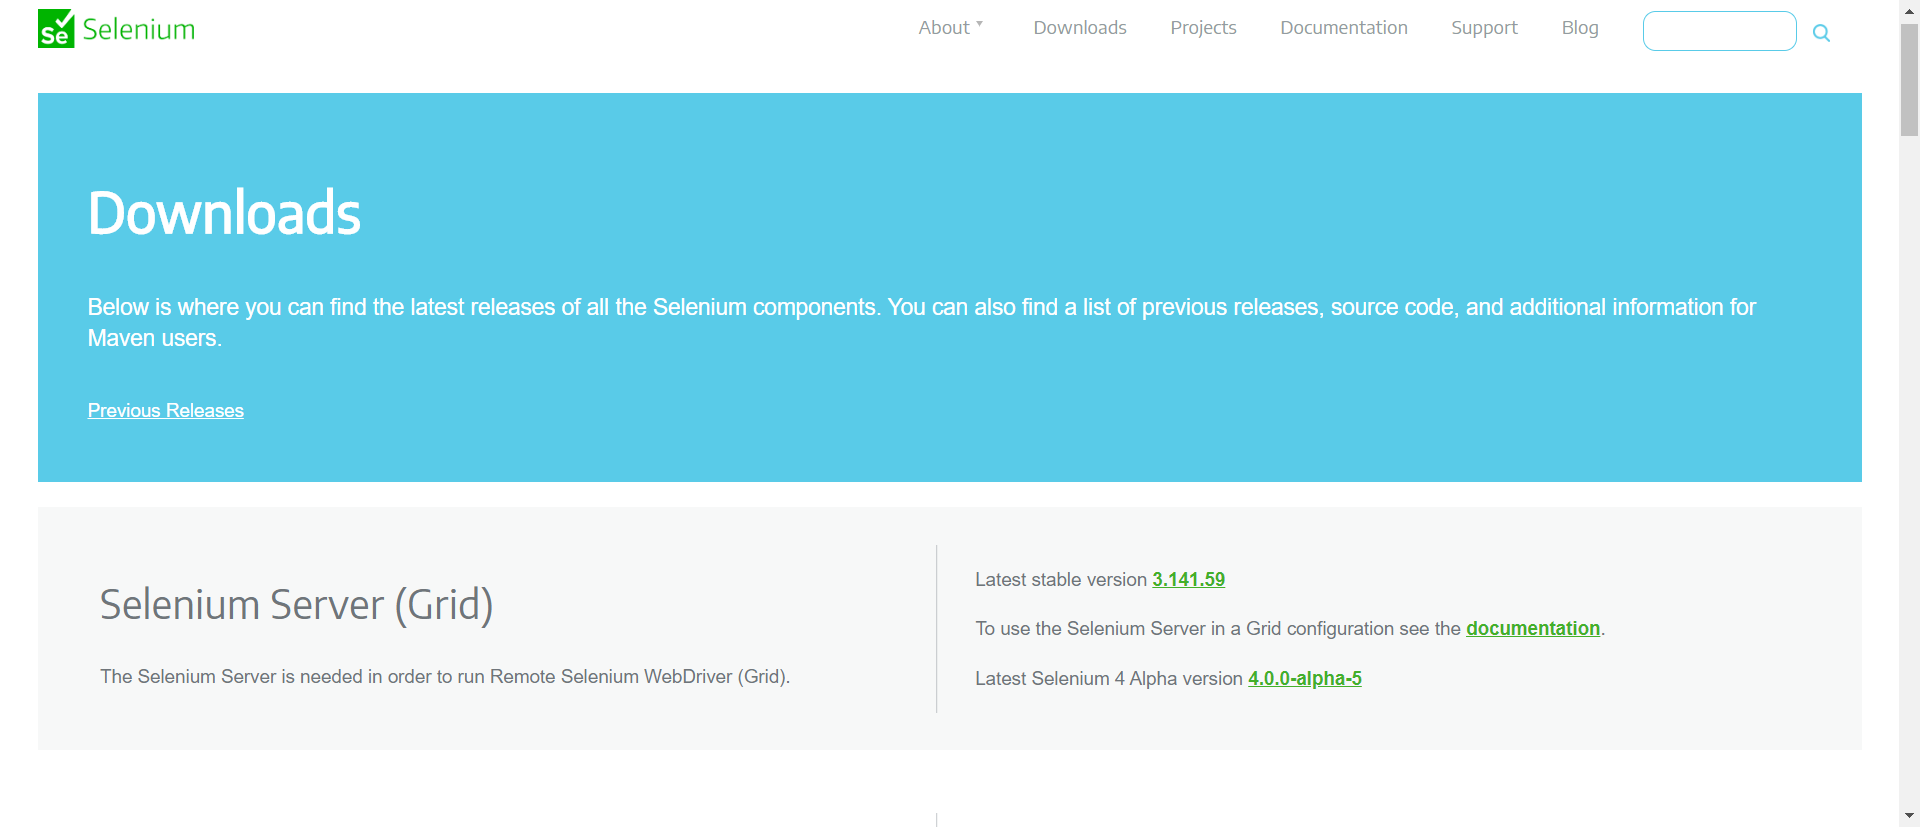 Se Selenium
About Downloads Projects Documentation Support Blog
Downloads
Below is where you can find the latest releases of all the Selenium components. You can also find a list of previous releases, source code, and additional information for
Maven users.
Previous Releases
Selenium Server (Grid)
The Selenium Server is needed in order to run Remote Selenium WebDriver (Grid).
Latest stable version 3.141.59
To use the Selenium Server in a Grid configuration see the documentation.
Latest Selenium 4 Alpha version 4.0.0-alpha-5